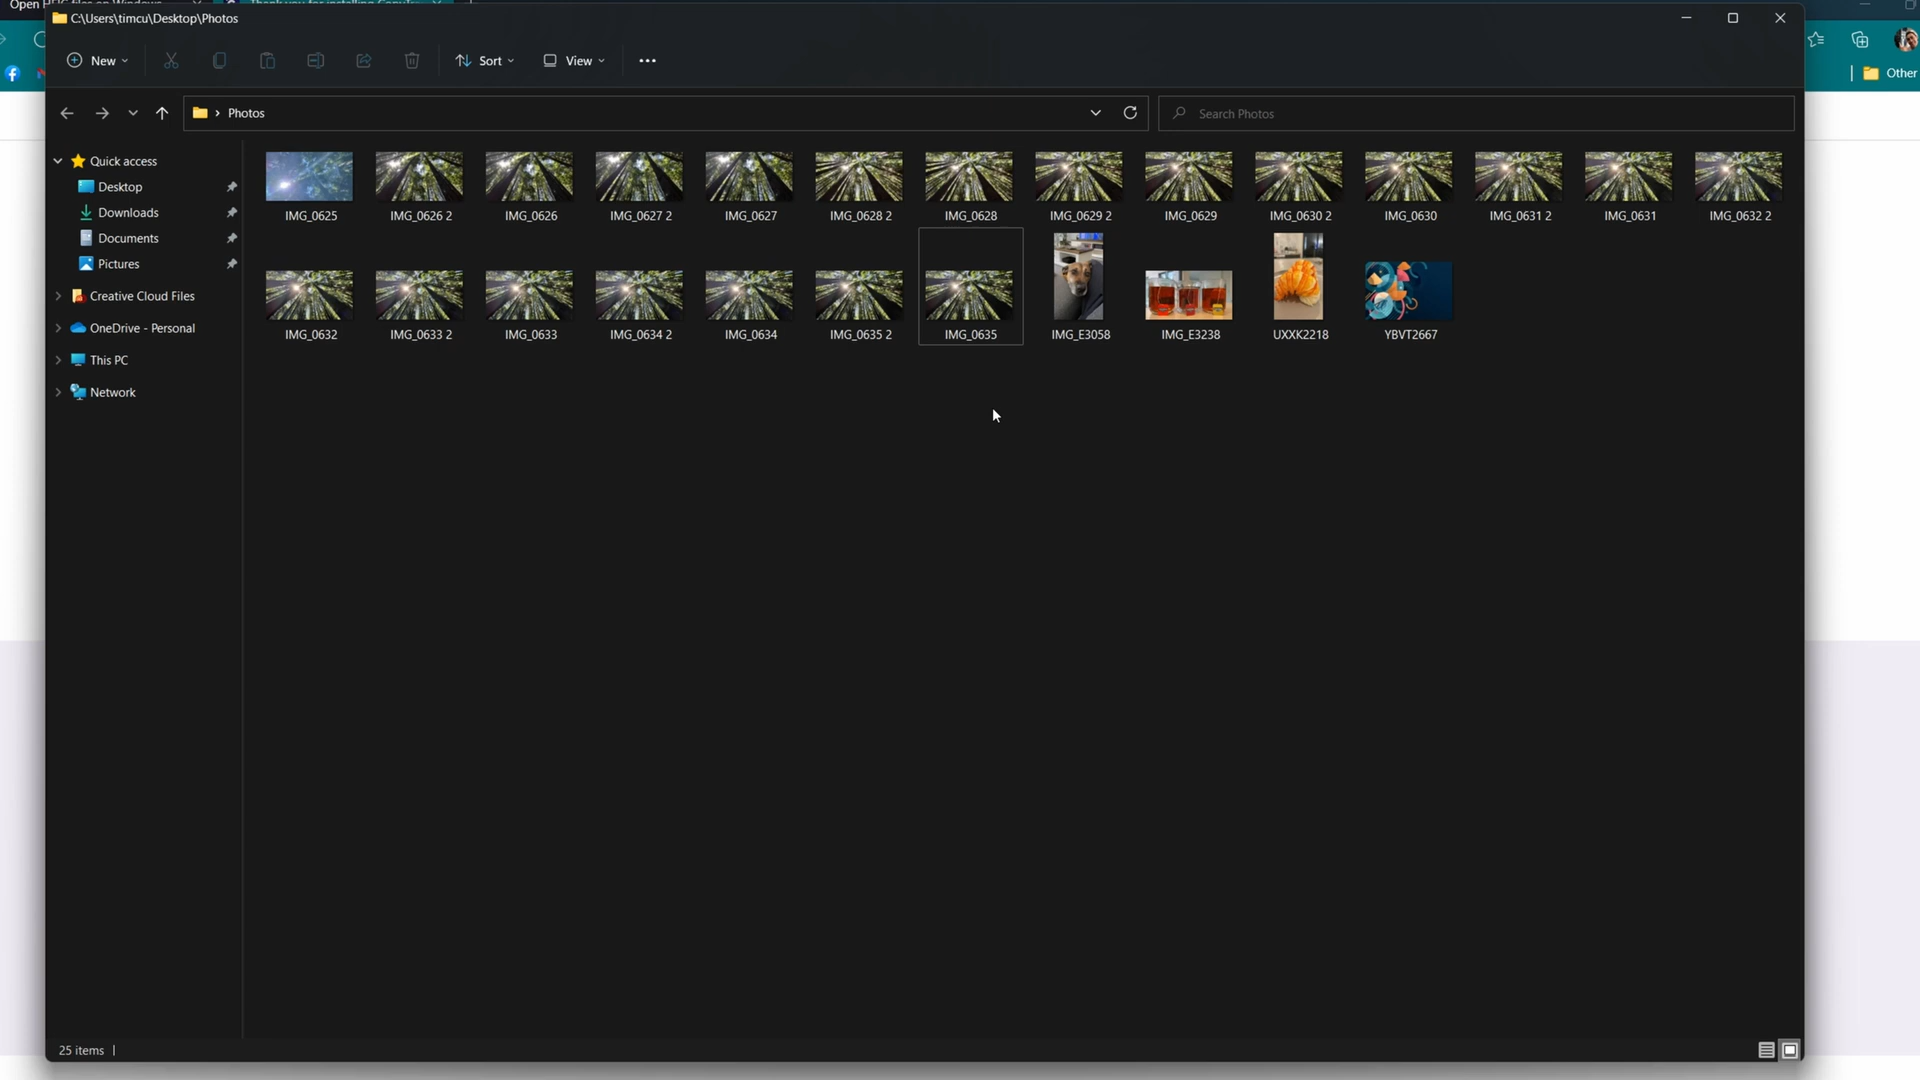 C:\Users\timcu\Desktop\Photos
New
Sort
View
Other
Photos
Search Photos
Quick access
Desktop
Downloads
Documents
Pictures
Creative Cloud Files
OneDrive - Personal
This PC
Network
IMG_0625 IMG_0626 2 IMG_0626 IMG_0627 2 IMG_0627 IMG_0628 2 IMG_0628 IMG_0629 2 IMG_0629 IMG_0630 2 IMG_0630 IMG_0631 2 IMG_0631 IMG_0632 2
IMG_0632 IMG_0633 2 IMG_0633 IMG_0634 2 IMG_0634 IMG_0635 2 IMG_0635 IMG_E3058 IMG_E3238 UXXK2218 YBVT2667
25 items